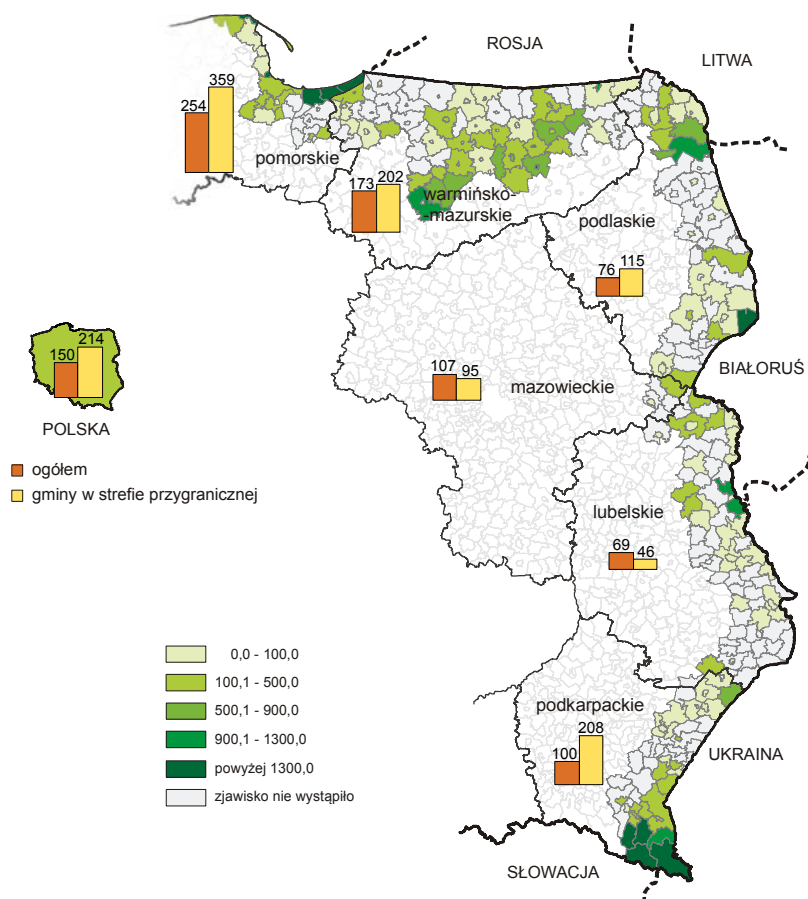 ROSJA
LITWA
359
254
pomorskie
202
173
warmińsko-
-mazurskie
podlaskie
115
76
214
150
POLSKA
107
95
mazowieckie
BIAŁORUŚ
ogółem
gminy w strefie przygranicznej
lubelskie
69
46
0,0 - 100,0
100,1 - 500,0
500,1 - 900,0
900,1 - 1300,0
powyżej 1300,0
zjawisko nie wystąpiło
podkarpackie
208
100
UKRAINA
SŁOWACJA